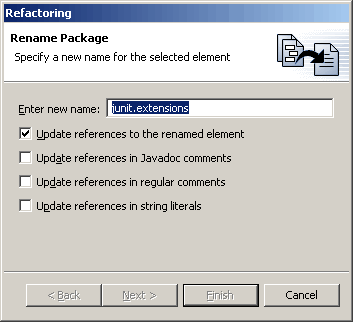 Refactoring
Rename Package
Specify a new name for the selected element
Enter new name: junit.extensions
Update references to the renamed element
Update references in Javadoc comments
Update references in regular comments
Update references in string literals
< Back Next > Finish Cancel